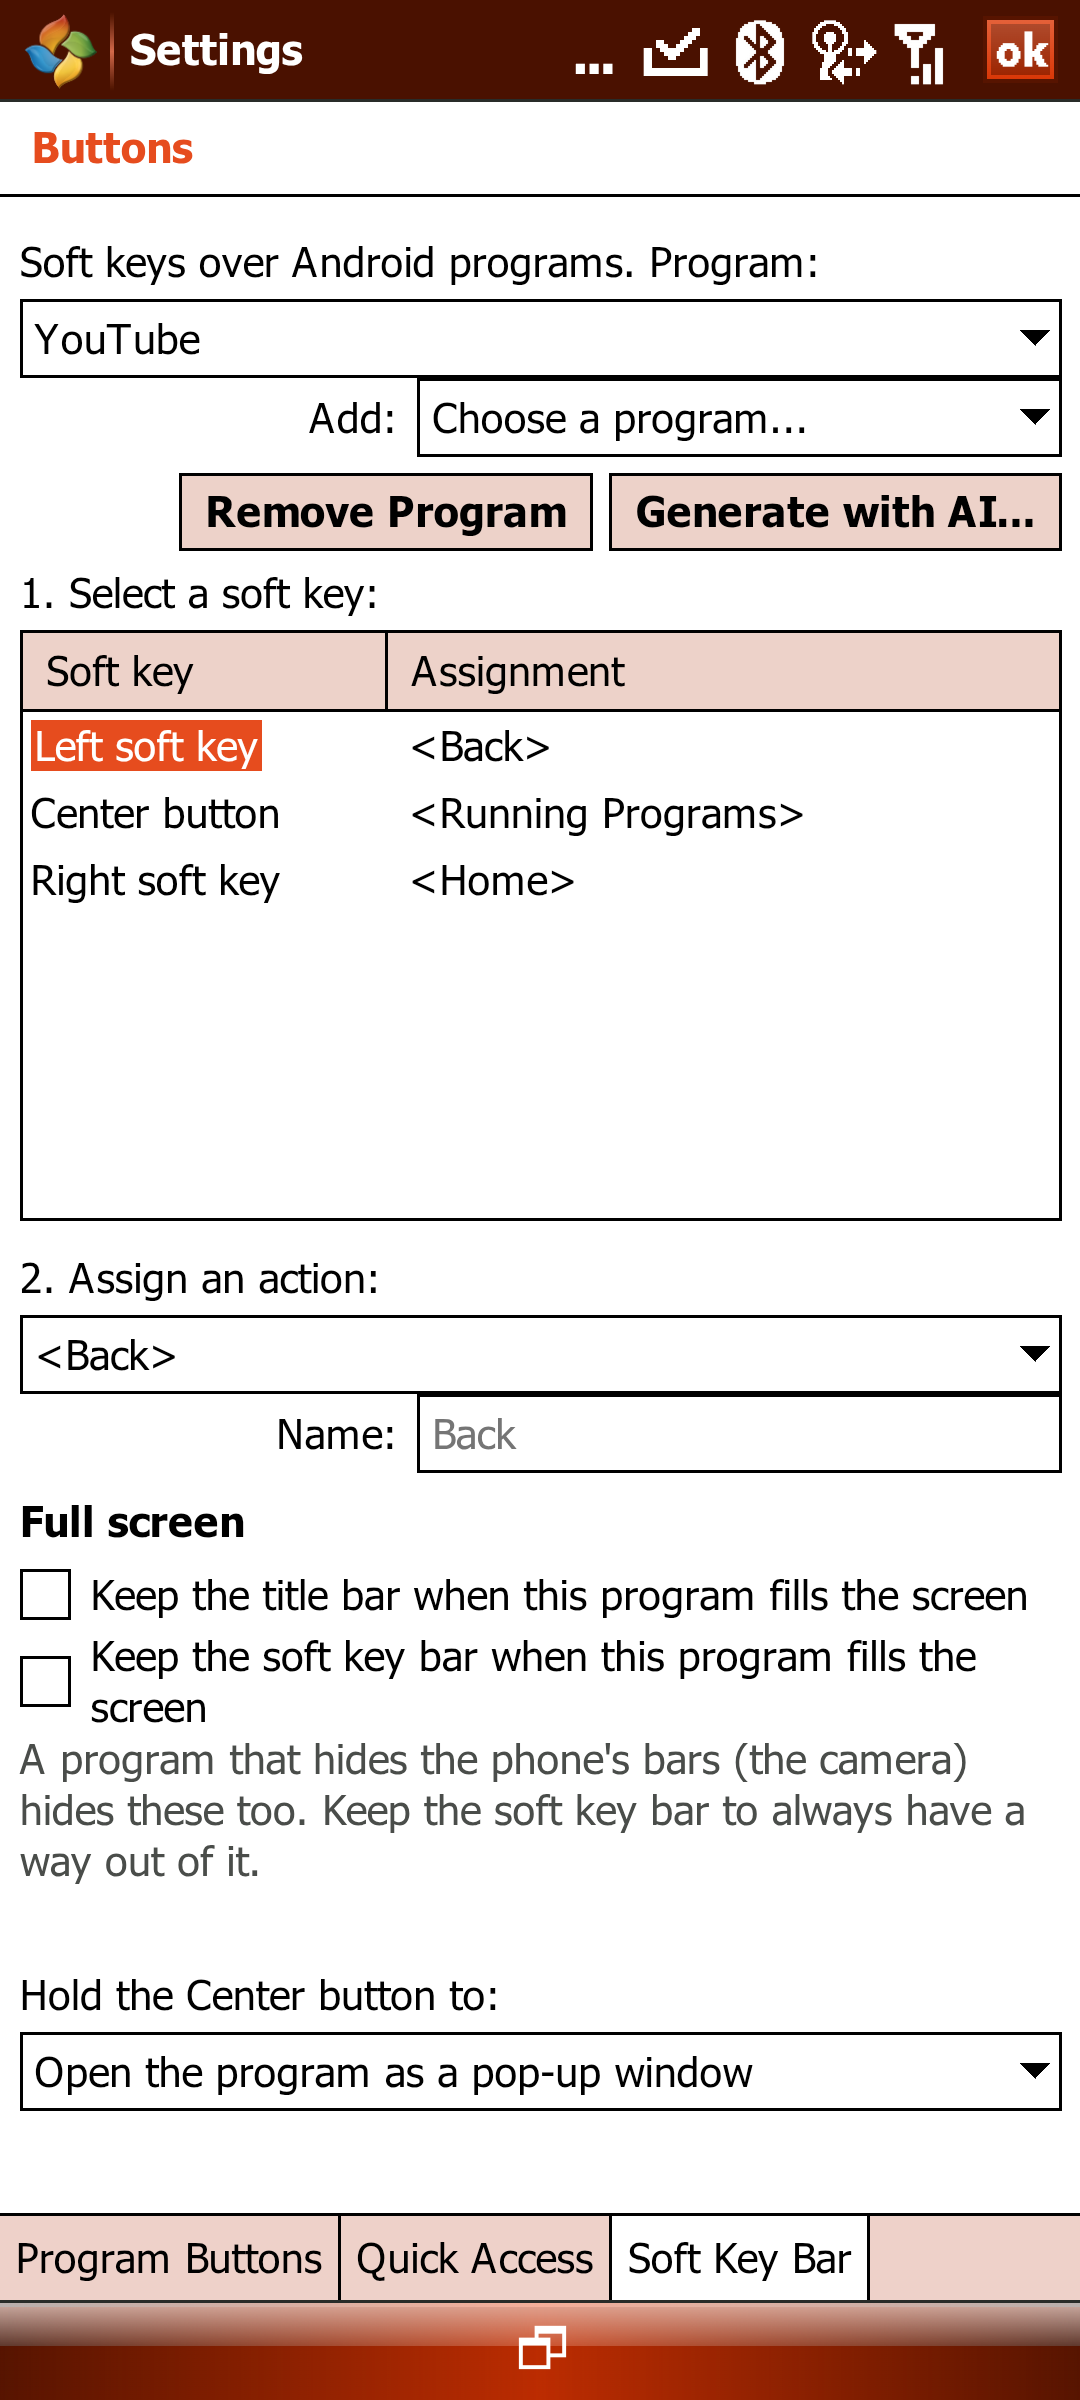 Settings
... ok
Buttons
Soft keys over Android programs. Program:
YouTube
Add: Choose a program...
Remove Program Generate with AI...
1. Select a soft key:
Soft key Assignment
Left soft key <Back>
Center button <Running Programs>
Right soft key <Home>
2. Assign an action:
<Back>
Name: Back
Full screen
Keep the title bar when this program fills the screen
Keep the soft key bar when this program fills the
screen
A program that hides the phone's bars (the camera)
hides these too. Keep the soft key bar to always have a
way out of it.
Hold the Center button to:
Open the program as a pop-up window
Program Buttons Quick Access Soft Key Bar